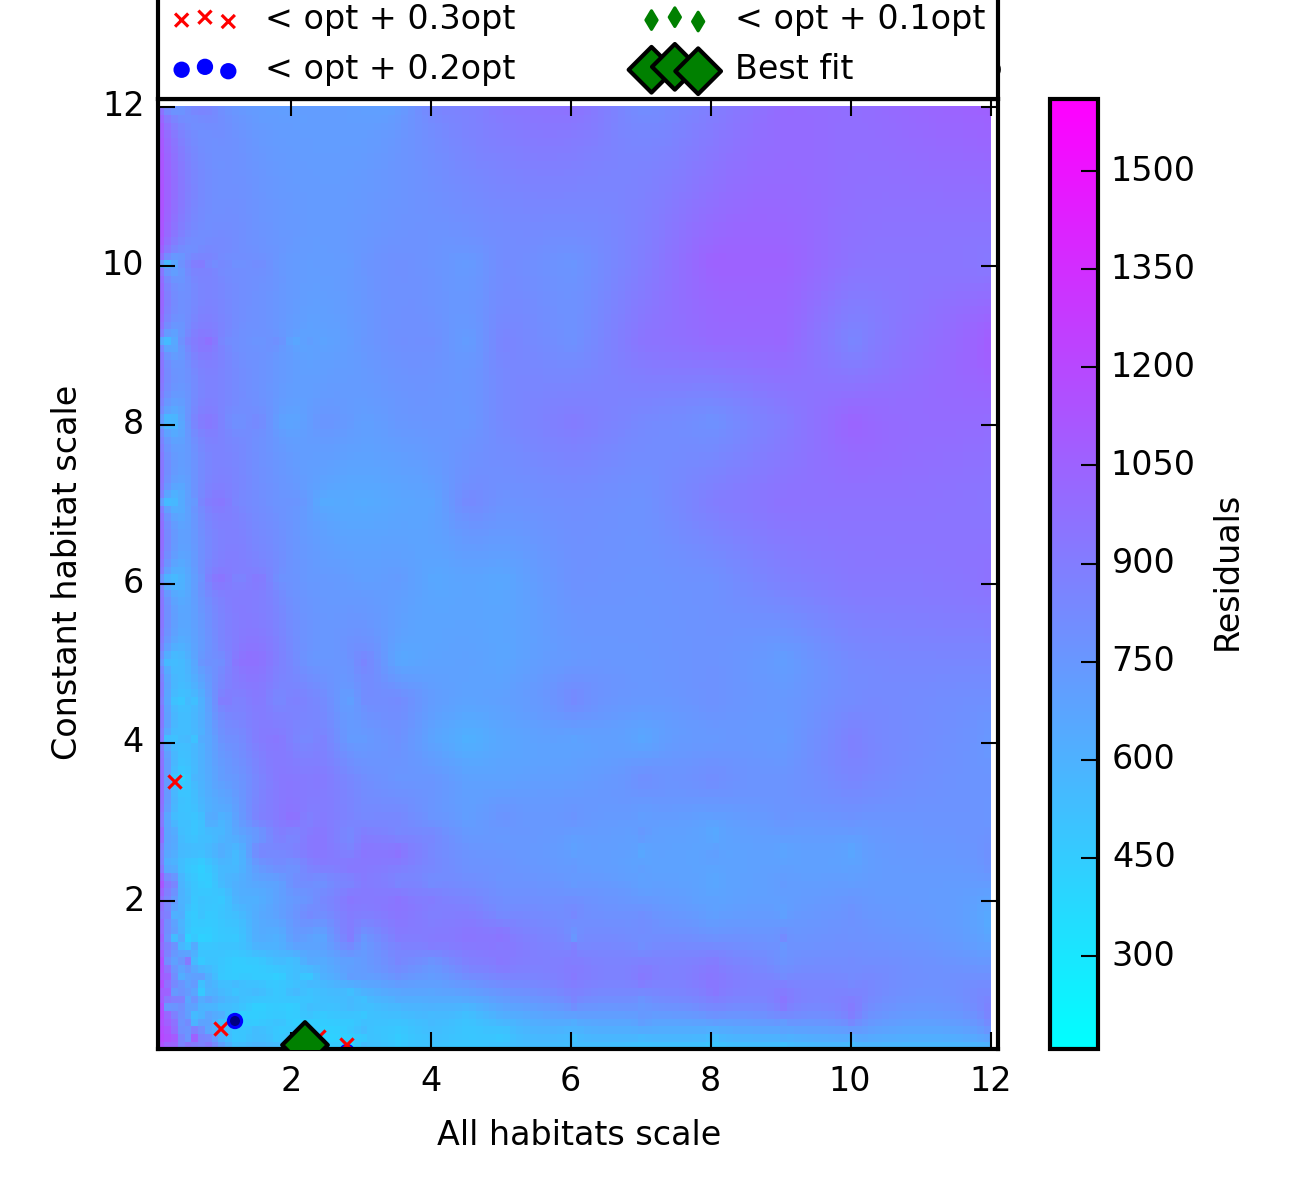 < opt + 0.3opt
< opt + 0.1opt
< opt + 0.2opt
Best fit
12
10
8
6
4
2
Constant habitat scale
2 4 6 8 10 12
All habitats scale
1500
1350
1200
1050
900
750
600
450
300
Residuals